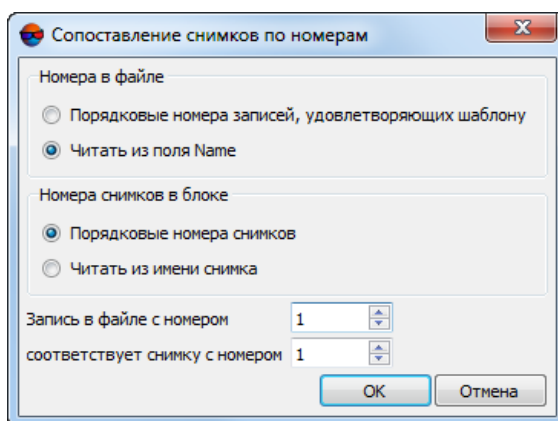 Сопоставление снимков по номерам
Номера в файле
Порядковые номера записей, удовлетворяющих шаблону
Читать из поля Name
Номера снимков в блоке
Порядковые номера снимков
Читать из имени снимка
Запись в файле с номером 1
соответствует снимку с номером 1
OK Отмена